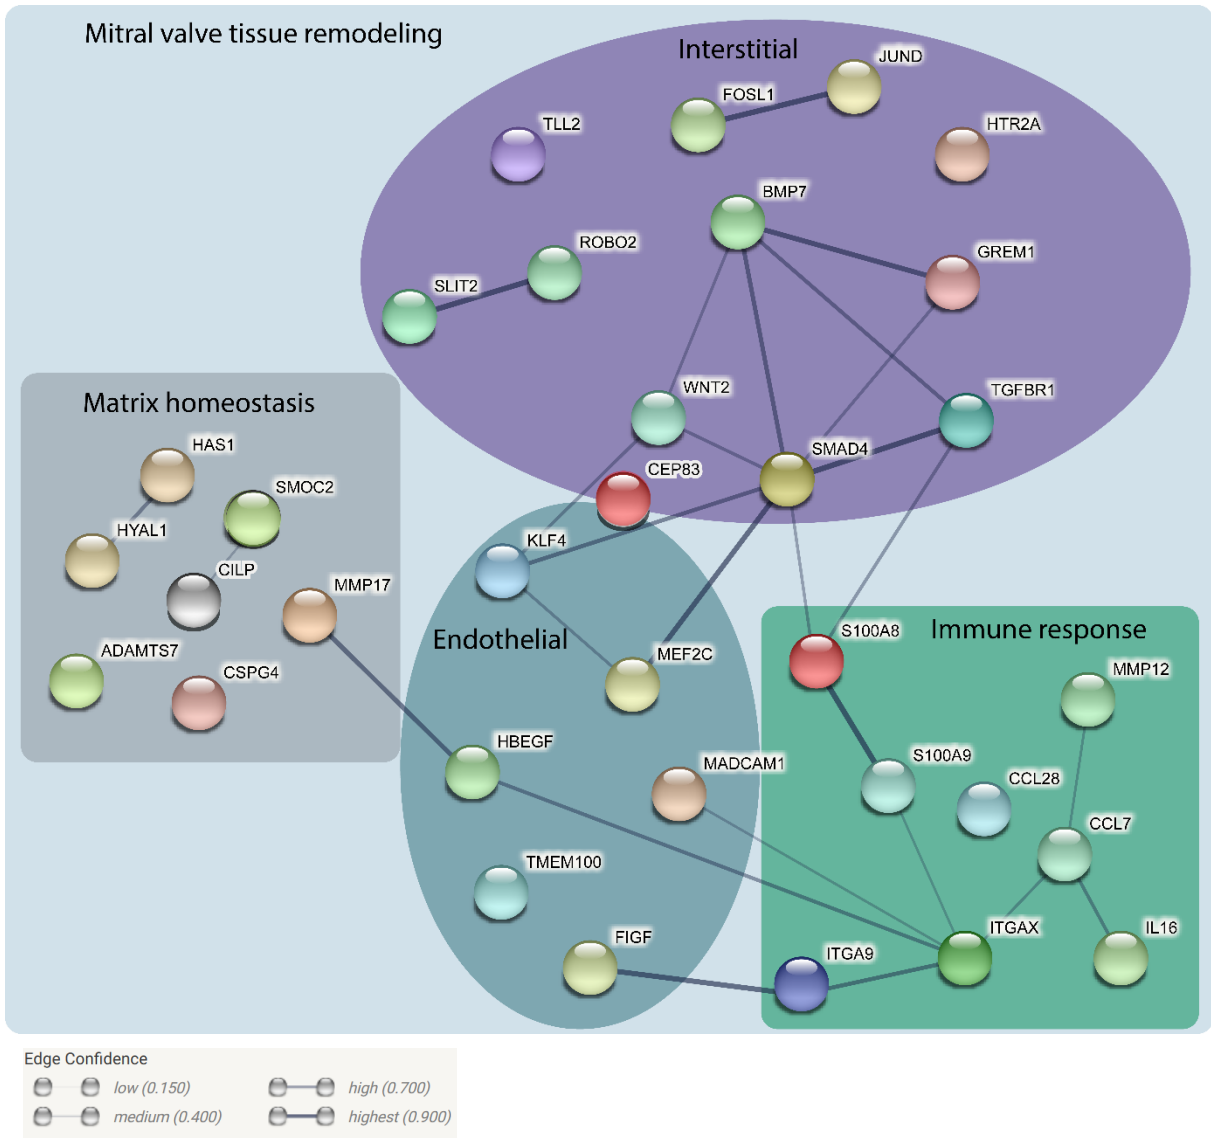 Mitral valve tissue remodeling
Interstitial
JUND
FOSL1
TLL2
HTR2A
BMP7
ROBO2
GREM1
SLIT2
WNT2
TGFBR1
Matrix homeostasis
HAS1
SMAD4
CEP83
SMOC2
HYAL1
KLF4
CILP
MMP17
Endothelial
S100A8
Immune response
ADAMTS7
MEF2C
CSPG4
MMP12
HBEGF
MADCAM1
S100A9
CCL28
CCL7
TMEM100
ITGAX
IL16
FIGF
ITGA9
Edge Confidence
low (0.150)
high (0.700)
medium (0.400)
highest (0.900)